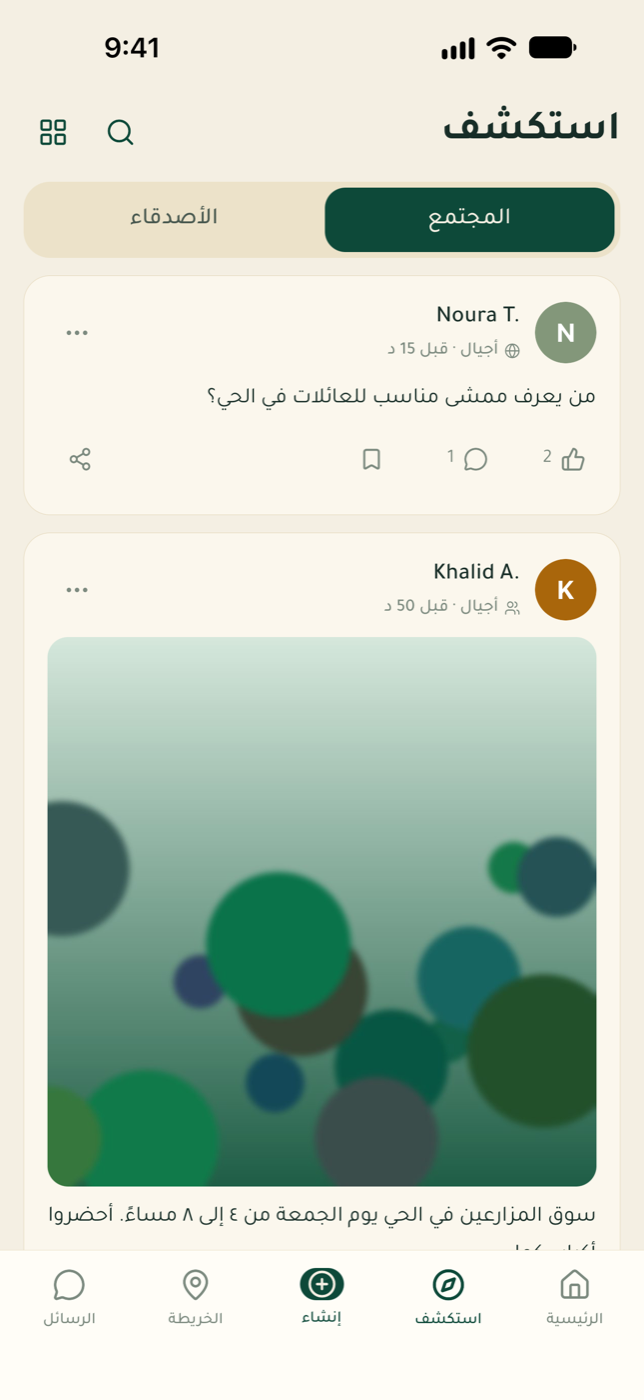 9:41
استكشف
المجتمع
الأصدقاء
N
Noura T.
أجيال · قبل 15 د
من يعرف ممشى مناسب للعائلات في الحي؟
2
1
K
Khalid A.
أجيال · قبل 50 د
سوق المزارعين في الحي يوم الجمعة من ٤ إلى ٨ مساءً. أحضروا
الرئيسية
استكشف
إنشاء
الخريطة
الرسائل